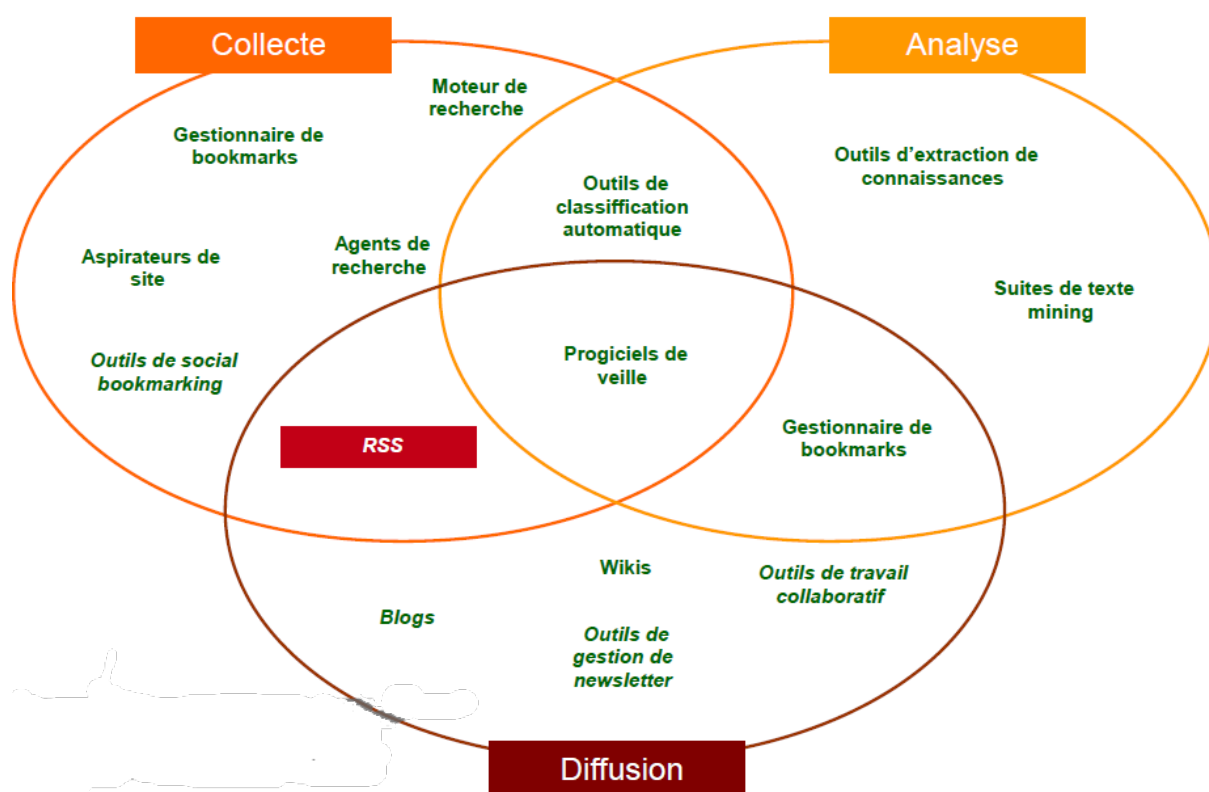 Collecte
Analyse
Moteur de
recherche
Gestionnaire de
bookmarks
Outils d'extraction de
connaissances
Outils de
classiffication
automatique
Agents de
recherche
Aspirateurs de
site
Suites de texte
mining
Outils de social
bookmarking
Progiciels de
veille
RSS
Gestionnaire de
bookmarks
Wikis
Outils de travail
collaboratif
Blogs
Outils de
gestion de
newsletter
Diffusion